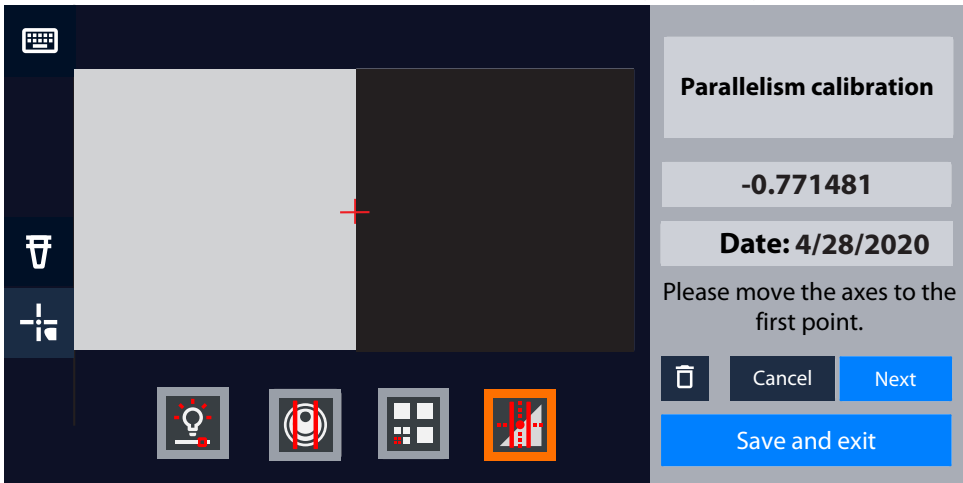 Parallelism calibration
-0.771481
Date: 4/28/2020
Please move the axes to the
first point.
Cancel
Next
Save and exit